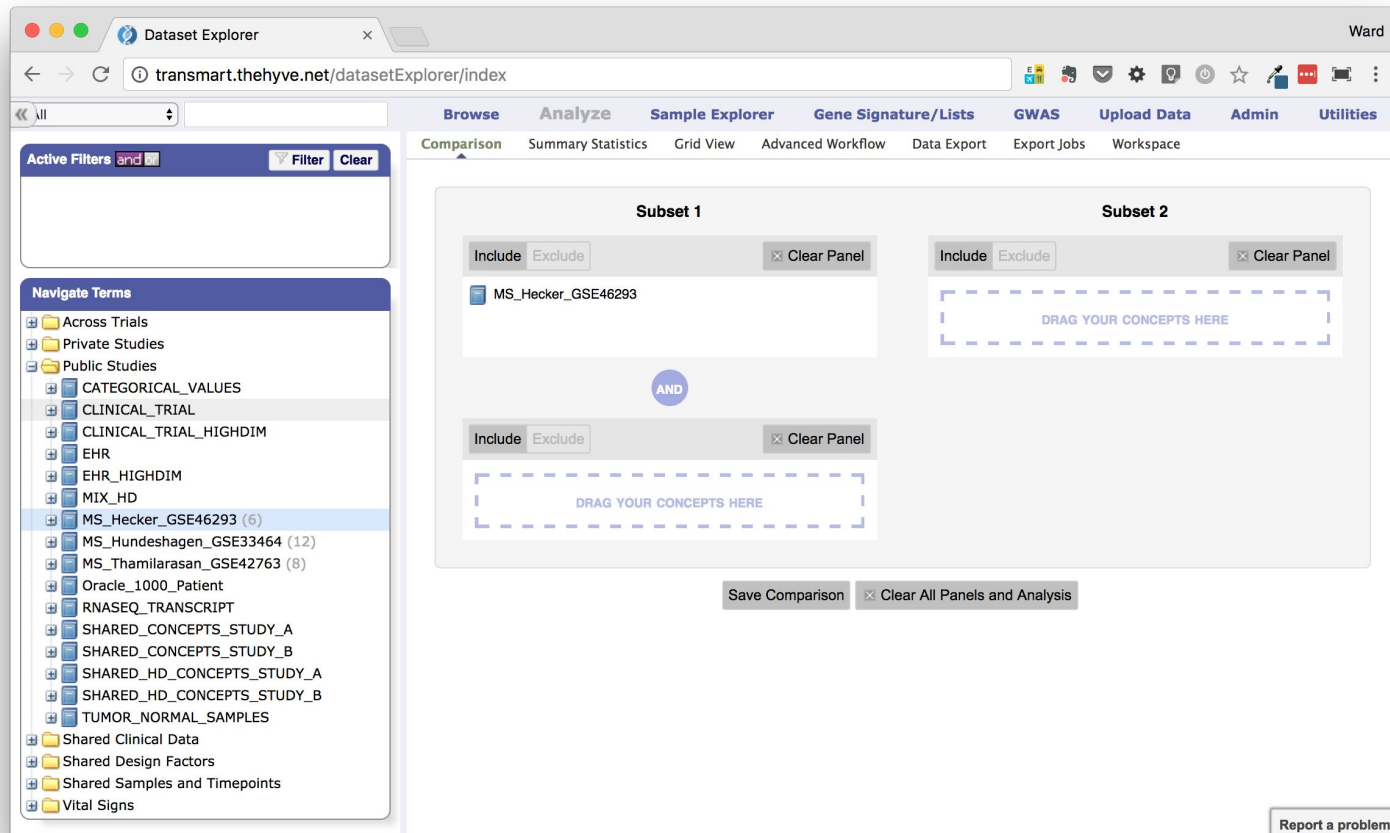 Dataset Explorer
Ward
transmart.thehyve.net/datasetExplorer/index
Browse Analyze Sample Explorer Gene Signature/Lists GWAS Upload Data Admin Utilities
Comparison Summary Statistics Grid View Advanced Workflow Data Export Export Jobs Workspace
Active Filters and or Filter Clear
Navigate Terms
Across Trials
Private Studies
Public Studies
CATEGORICAL_VALUES
CLINICAL_TRIAL
CLINICAL_TRIAL_HIGHDIM
EHR
EHR_HIGHDIM
MIX_HD
MS_Hecker_GSE46293 (6)
MS_Hundeshagen_GSE33464 (12)
MS_Thamilarasan_GSE42763 (8)
Oracle_1000_Patient
RNASEQ_TRANSCRIPT
SHARED_CONCEPTS_STUDY_A
SHARED_CONCEPTS_STUDY_B
SHARED_HD_CONCEPTS_STUDY_A
SHARED_HD_CONCEPTS_STUDY_B
TUMOR_NORMAL_SAMPLES
Shared Clinical Data
Shared Design Factors
Shared Samples and Timepoints
Vital Signs
Subset 1
Include Exclude Clear Panel
MS_Hecker_GSE46293
AND
Include Exclude Clear Panel
DRAG YOUR CONCEPTS HERE
Subset 2
Include Exclude Clear Panel
DRAG YOUR CONCEPTS HERE
Save Comparison Clear All Panels and Analysis
Report a problem